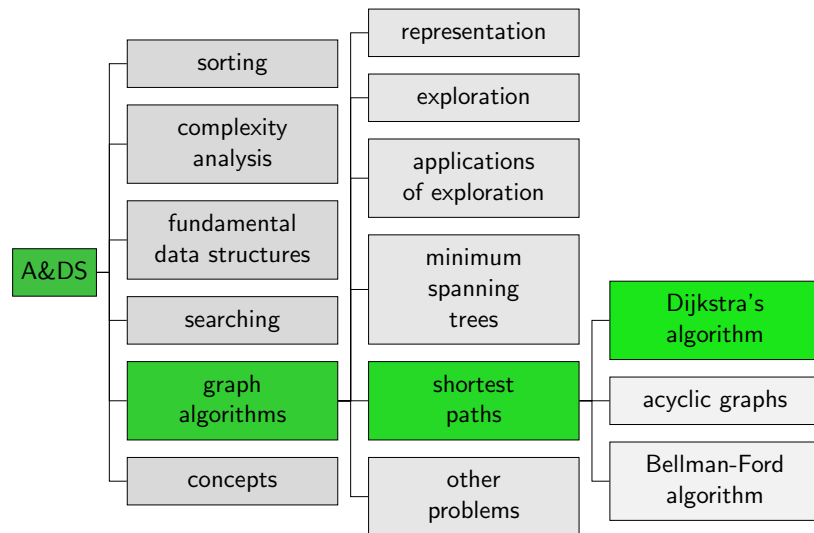 A&DS
sorting
complexity
analysis
fundamental
data structures
searching
graph
algorithms
concepts
representation
exploration
applications
of exploration
minimum
spanning
trees
shortest
paths
other
problems
Dijkstra's
algorithm
acyclic graphs
Bellman-Ford
algorithm